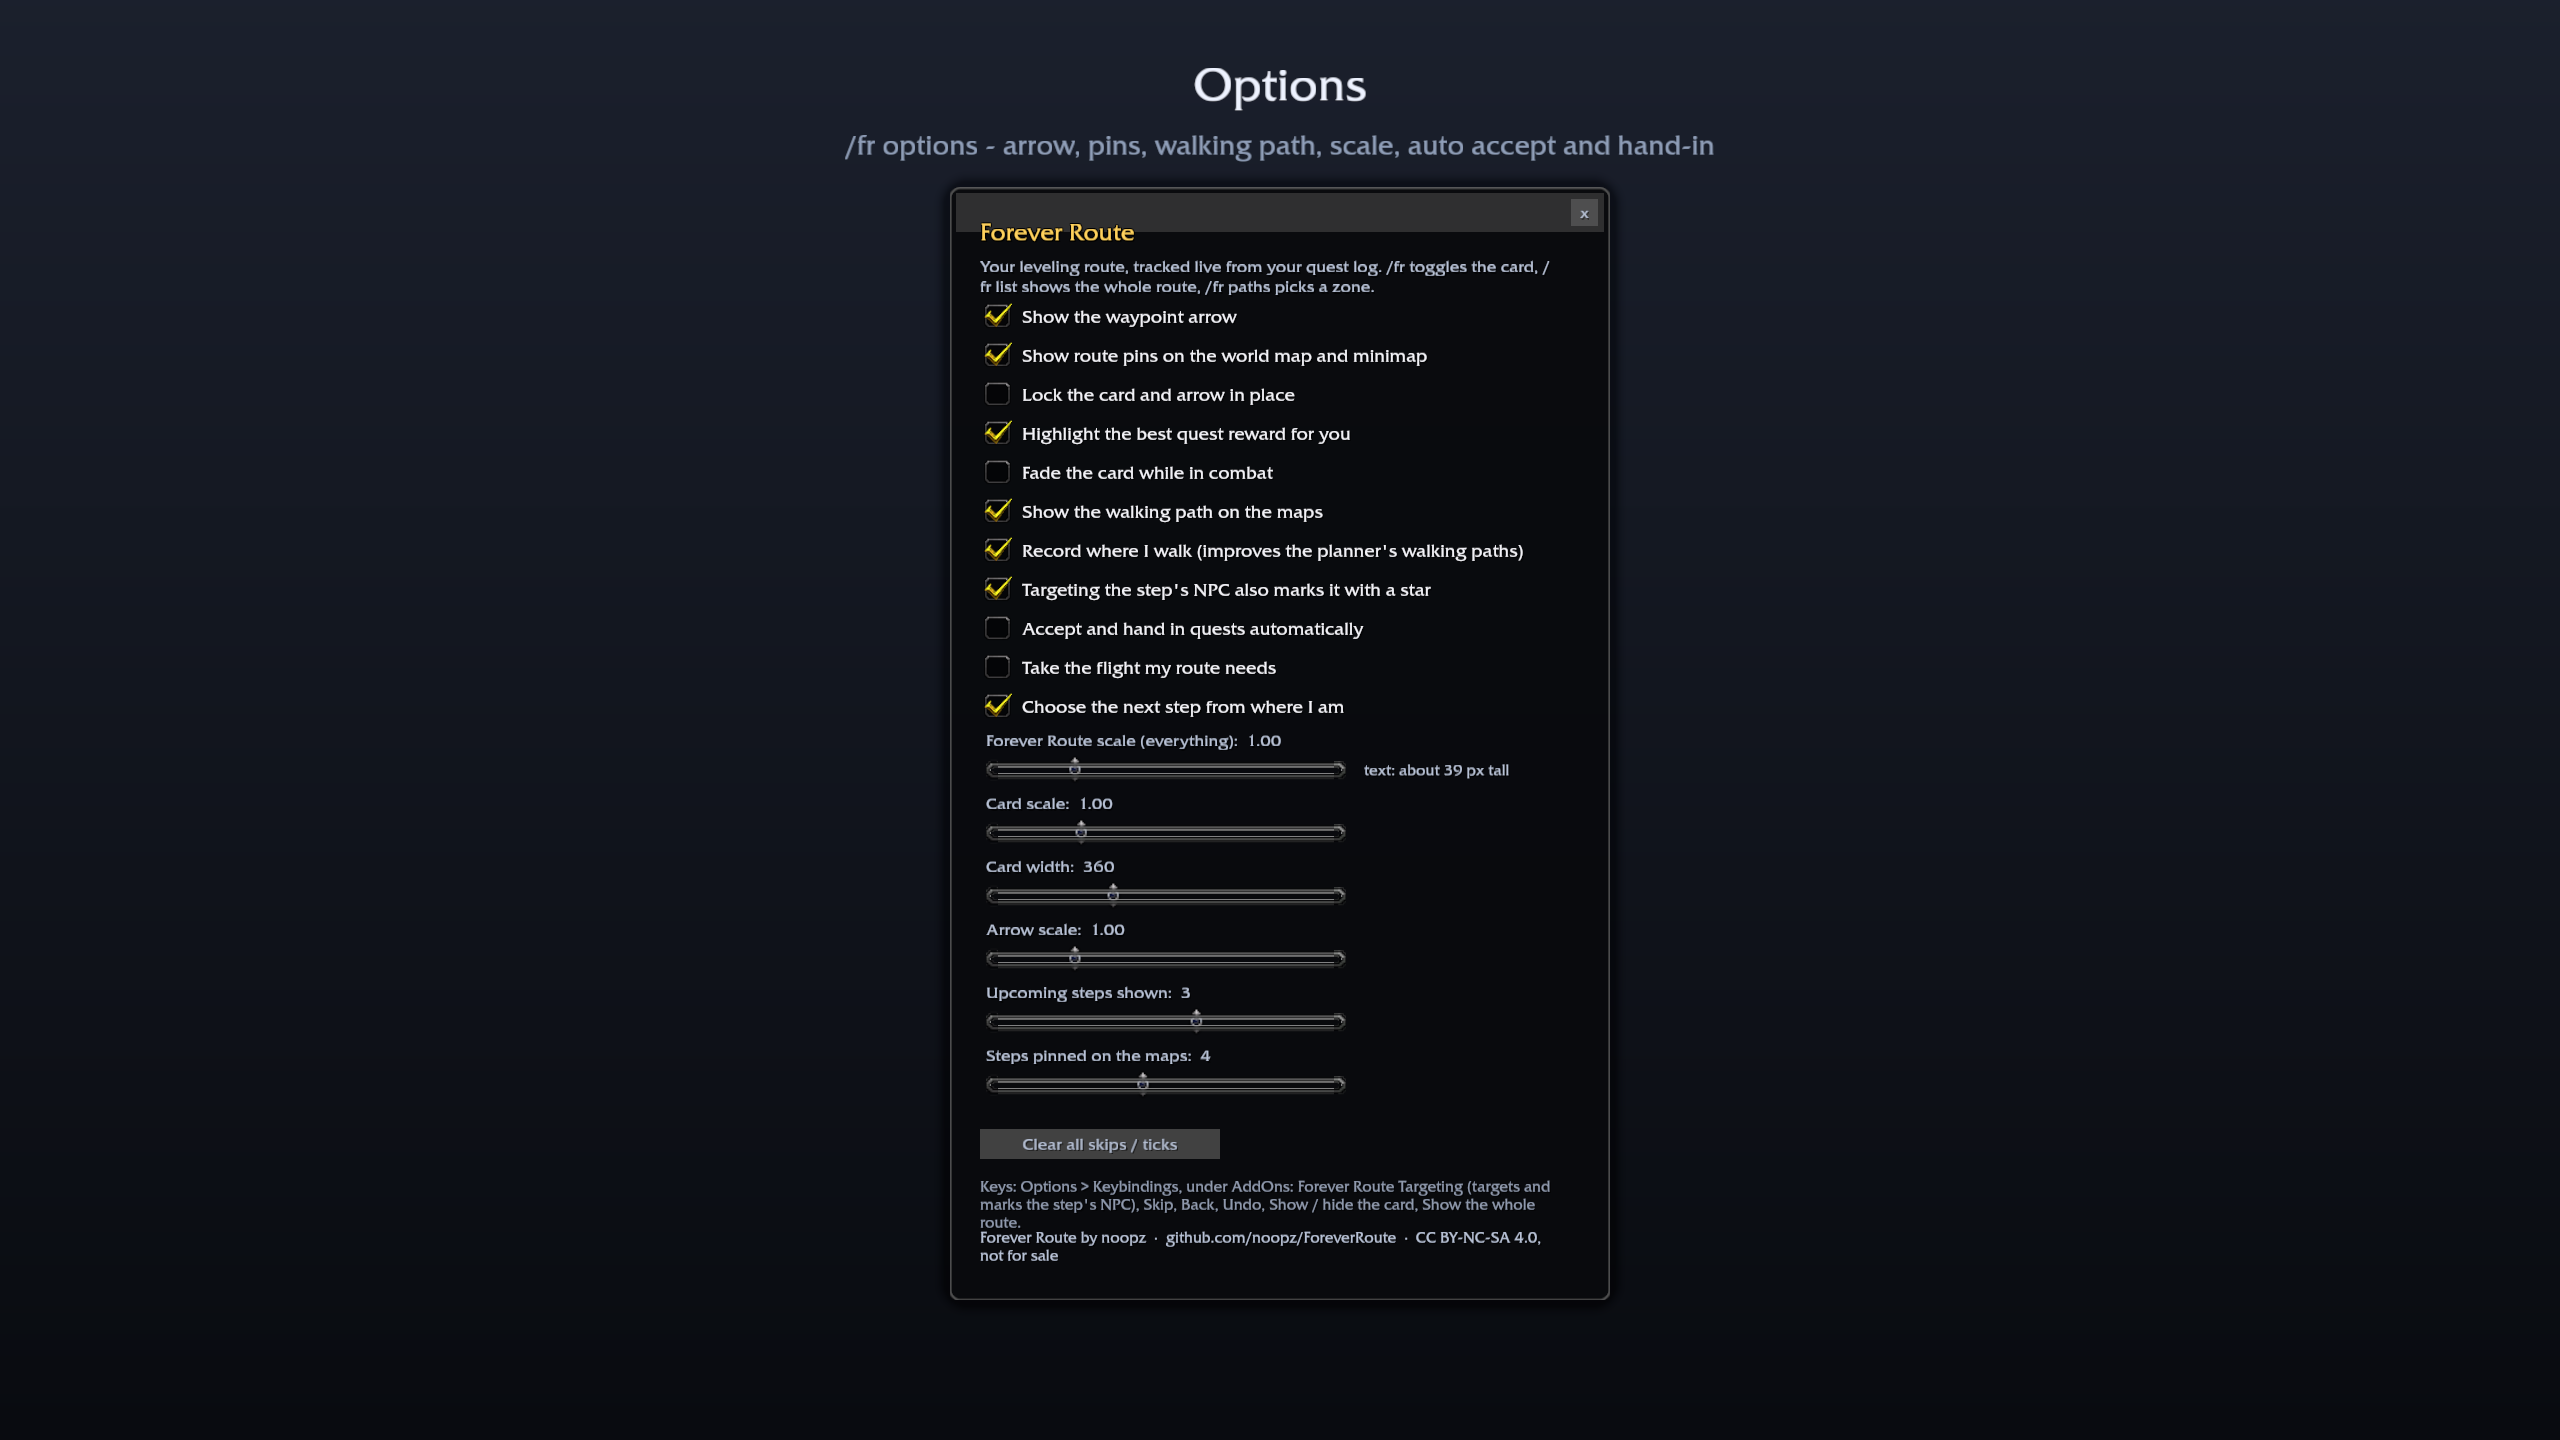 Options
/fr options - arrow, pins, walking path, scale, auto accept and hand-in
x
Forever Route
Your leveling route, tracked live from your quest log. /fr toggles the card, /
fr list shows the whole route, /fr paths picks a zone.
Show the waypoint arrow
Show route pins on the world map and minimap
Lock the card and arrow in place
Highlight the best quest reward for you
Fade the card while in combat
Show the walking path on the maps
Record where I walk (improves the planner's walking paths)
Targeting the step's NPC also marks it with a star
Accept and hand in quests automatically
Take the flight my route needs
Choose the next step from where I am
Forever Route scale (everything): 1.00
text: about 39 px tall
Card scale: 1.00
Card width: 360
Arrow scale: 1.00
Upcoming steps shown: 3
Steps pinned on the maps: 4
Clear all skips / ticks
Keys: Options > Keybindings, under AddOns: Forever Route Targeting (targets and
marks the step's NPC), Skip, Back, Undo, Show / hide the card, Show the whole
route.
Forever Route by noopz · github.com/noopz/ForeverRoute · CC BY-NC-SA 4.0,
not for sale